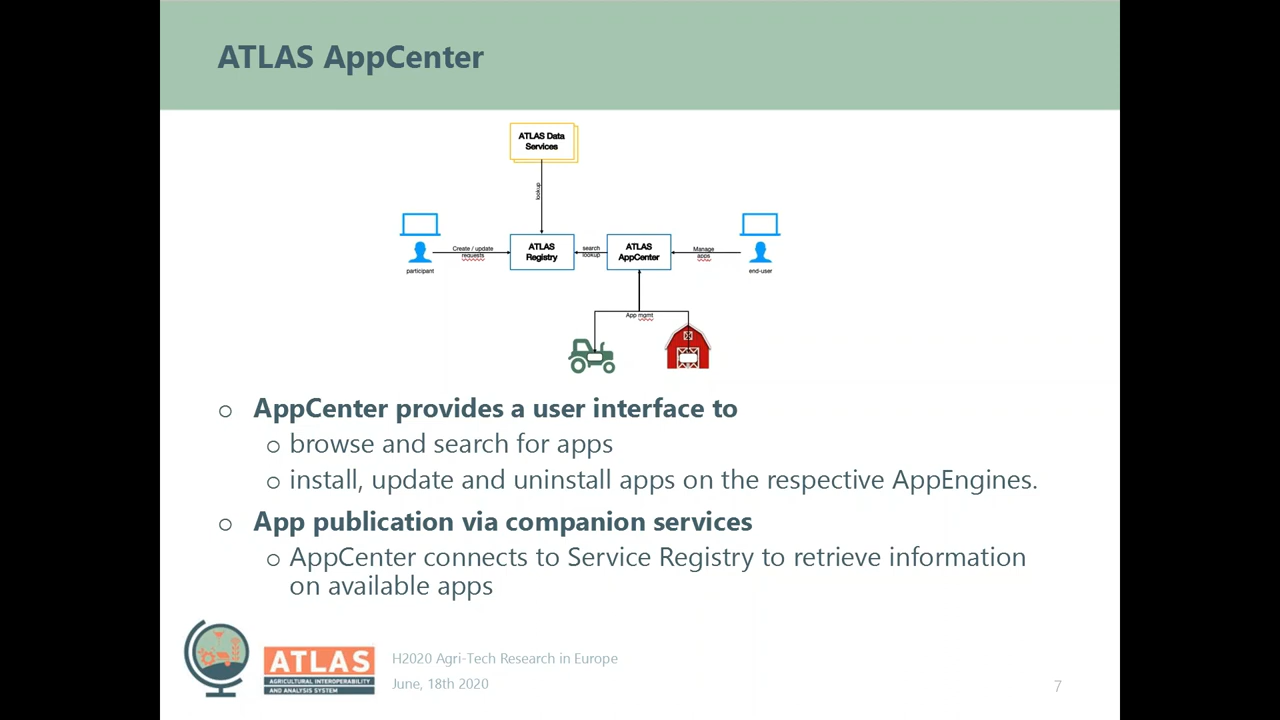 ATLAS AppCenter
ATLAS Data
Services
lookup
Create / update
requests
ATLAS
Registry
search
lookup
ATLAS
AppCenter
Manage
apps
participant
end-user
App mgmt
o AppCenter provides a user interface to
o browse and search for apps
o install, update and uninstall apps on the respective AppEngines.
o App publication via companion services
o AppCenter connects to Service Registry to retrieve information
on available apps
ATLAS
AGRICULTURAL INTEROPERABILITY
AND ANALYSIS SYSTEM
H2020 Agri-Tech Research in Europe
June, 18th 2020
7